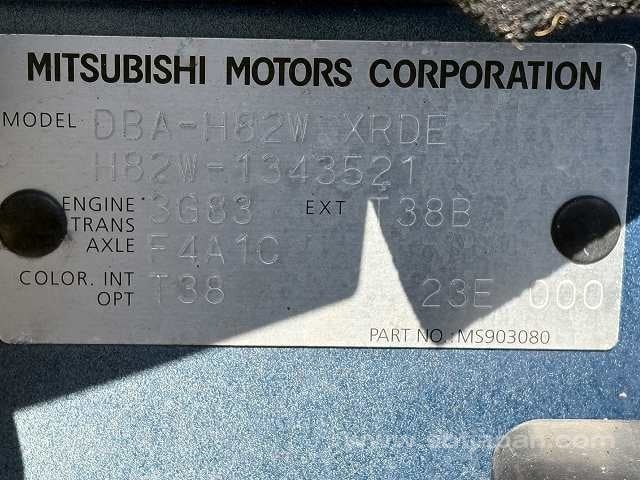 MITSUBISHI MOTORS CORPORATION
MODEL DBA-H82W XRDE
H82W-1343521
ENGINE 3G83 EXT T38B
TRANS AXLE F4A1C
COLOR. INT T38 23E 000
OPT
PART NO.:MS903080